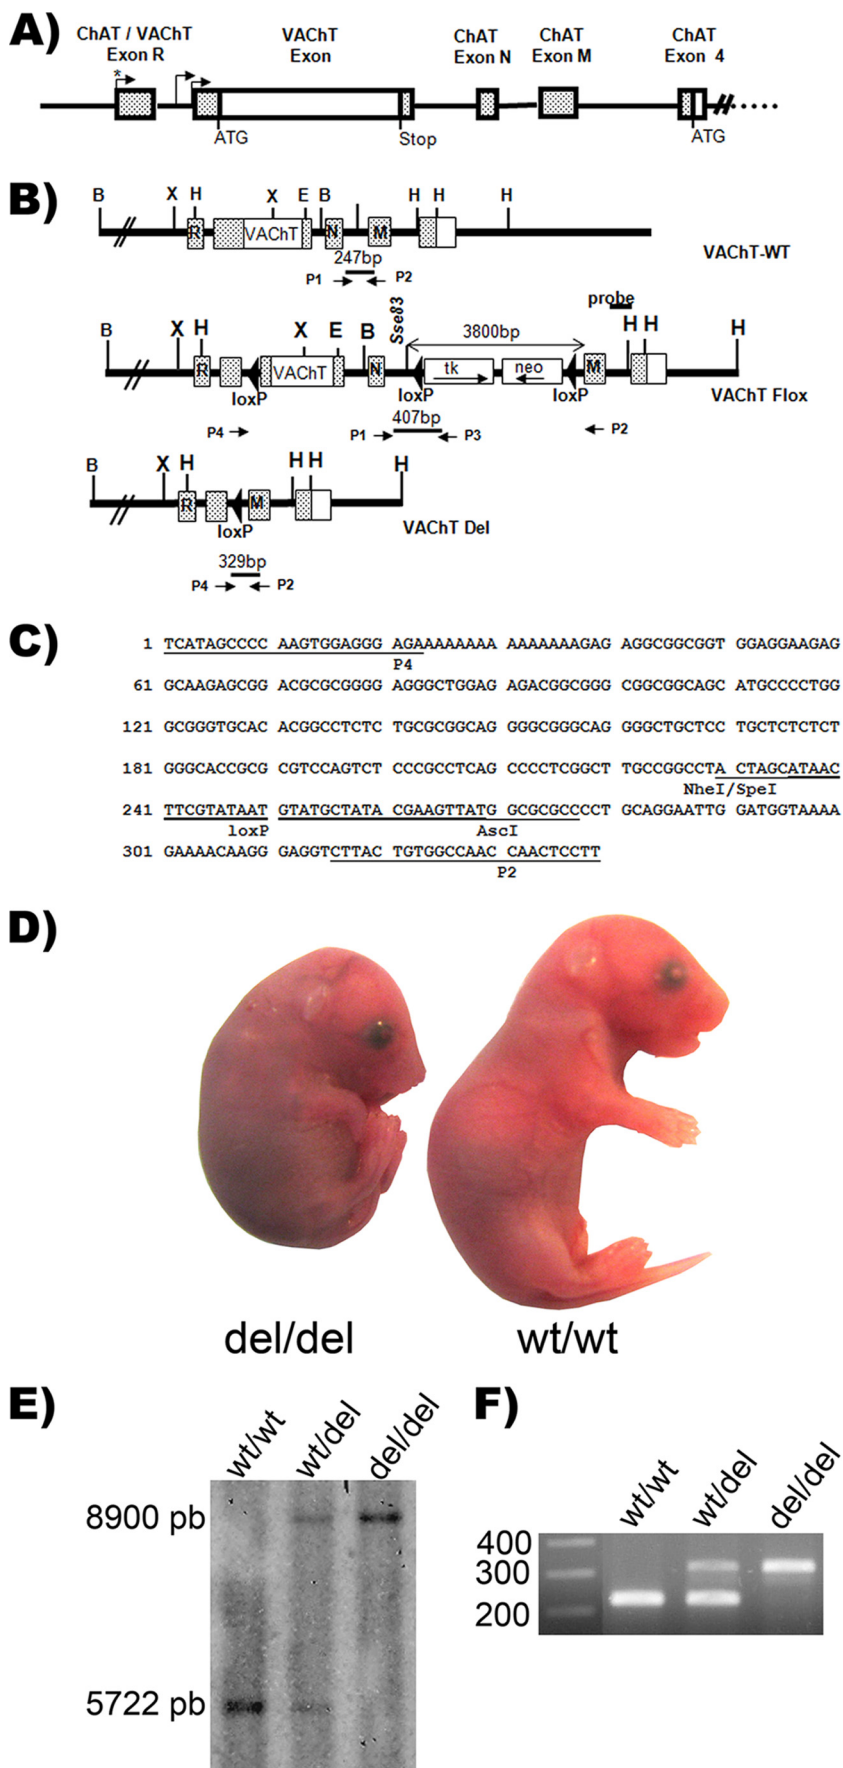 A)
ChAT / VAChT Exon R
VAChT Exon
ChAT Exon N
ChAT Exon M
ChAT Exon 4
*
ATG
Stop
ATG
B)
B X H X E B H H H
R VAChT N M
VAChT-WT
247bp
P1 P2
Sse83
probe
B X H X E B 3800bp H H H
R VAChT N tk neo M
loxP loxP loxP
VAChT Flox
407bp
P4 P1 P3 P2
B X H H H H
R M
loxP
VAChT Del
329bp
P4 P2
C)
1 TCATAGCCCC AAGTGGAGGG AGAAAAAAAA AAAAAAAGAG AGGCGGCGGT GGAGGAAGAG
P4
61 GCAAGAGCGG ACGCGCGGGG AGGGCTGGAG AGACGGCGGG CGGCGGCAGC ATGCCCCTGG
121 GCGGGTGCAC ACGGCCTCTC TGCGCGGCAG GGGCGGGCAG GGGCTGCTCC TGCTCTCTCT
181 GGGCACCGCG CGTCCAGTCT CCCGCCTCAG CCCCTCGGCT TGCCGGCCTA ACTAGCATAAC
NheI/SpeI
241 TTCGTATAAT GTATGCTATA CGAAGTTATG GCGCGCCCCT GCAGGAATTG GATGGTAAAA
loxP AscI
301 GAAAACAAGG GAGGTCTTAC TGTGGCCAAC CAACTCCTT
P2
D)
del/del wt/wt
E)
wt/wt wt/del del/del
8900 pb
5722 pb
F)
wt/wt wt/del del/del
400
300
200